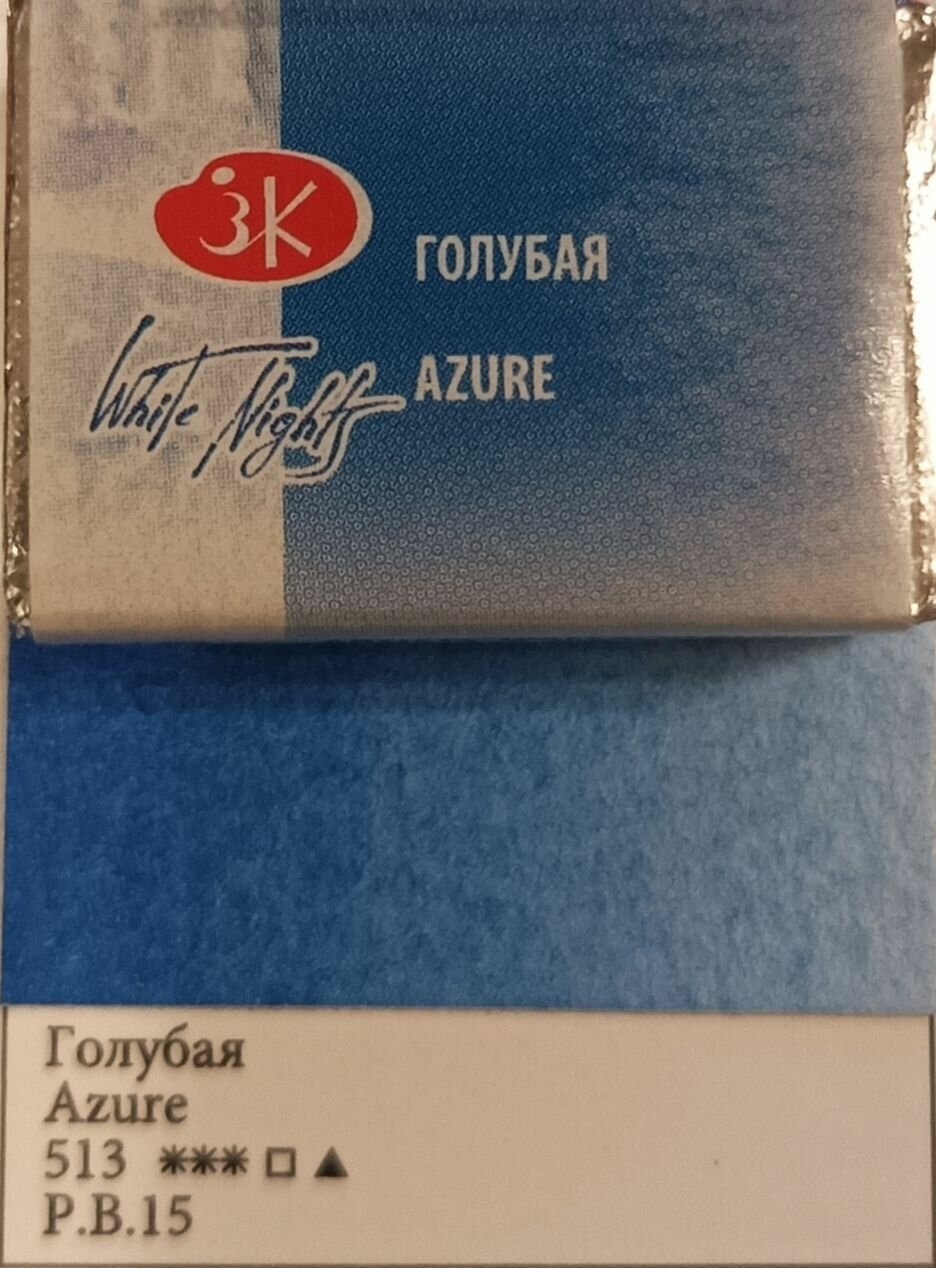 ЗК
ГОЛУБАЯ
White Nights
AZURE
Голубая
Azure
513 *** □ ▲
P.B.15